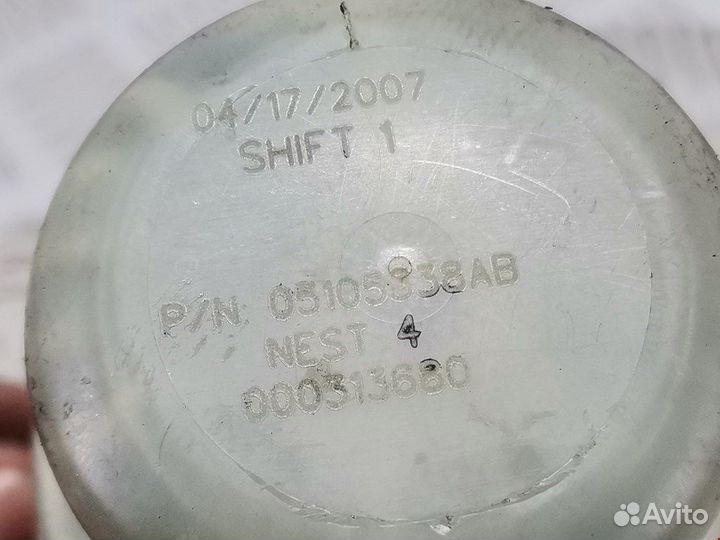 04/17/2007
SHIFT 1
P/N: 05105338AB
NEST 4
000313680
Avito